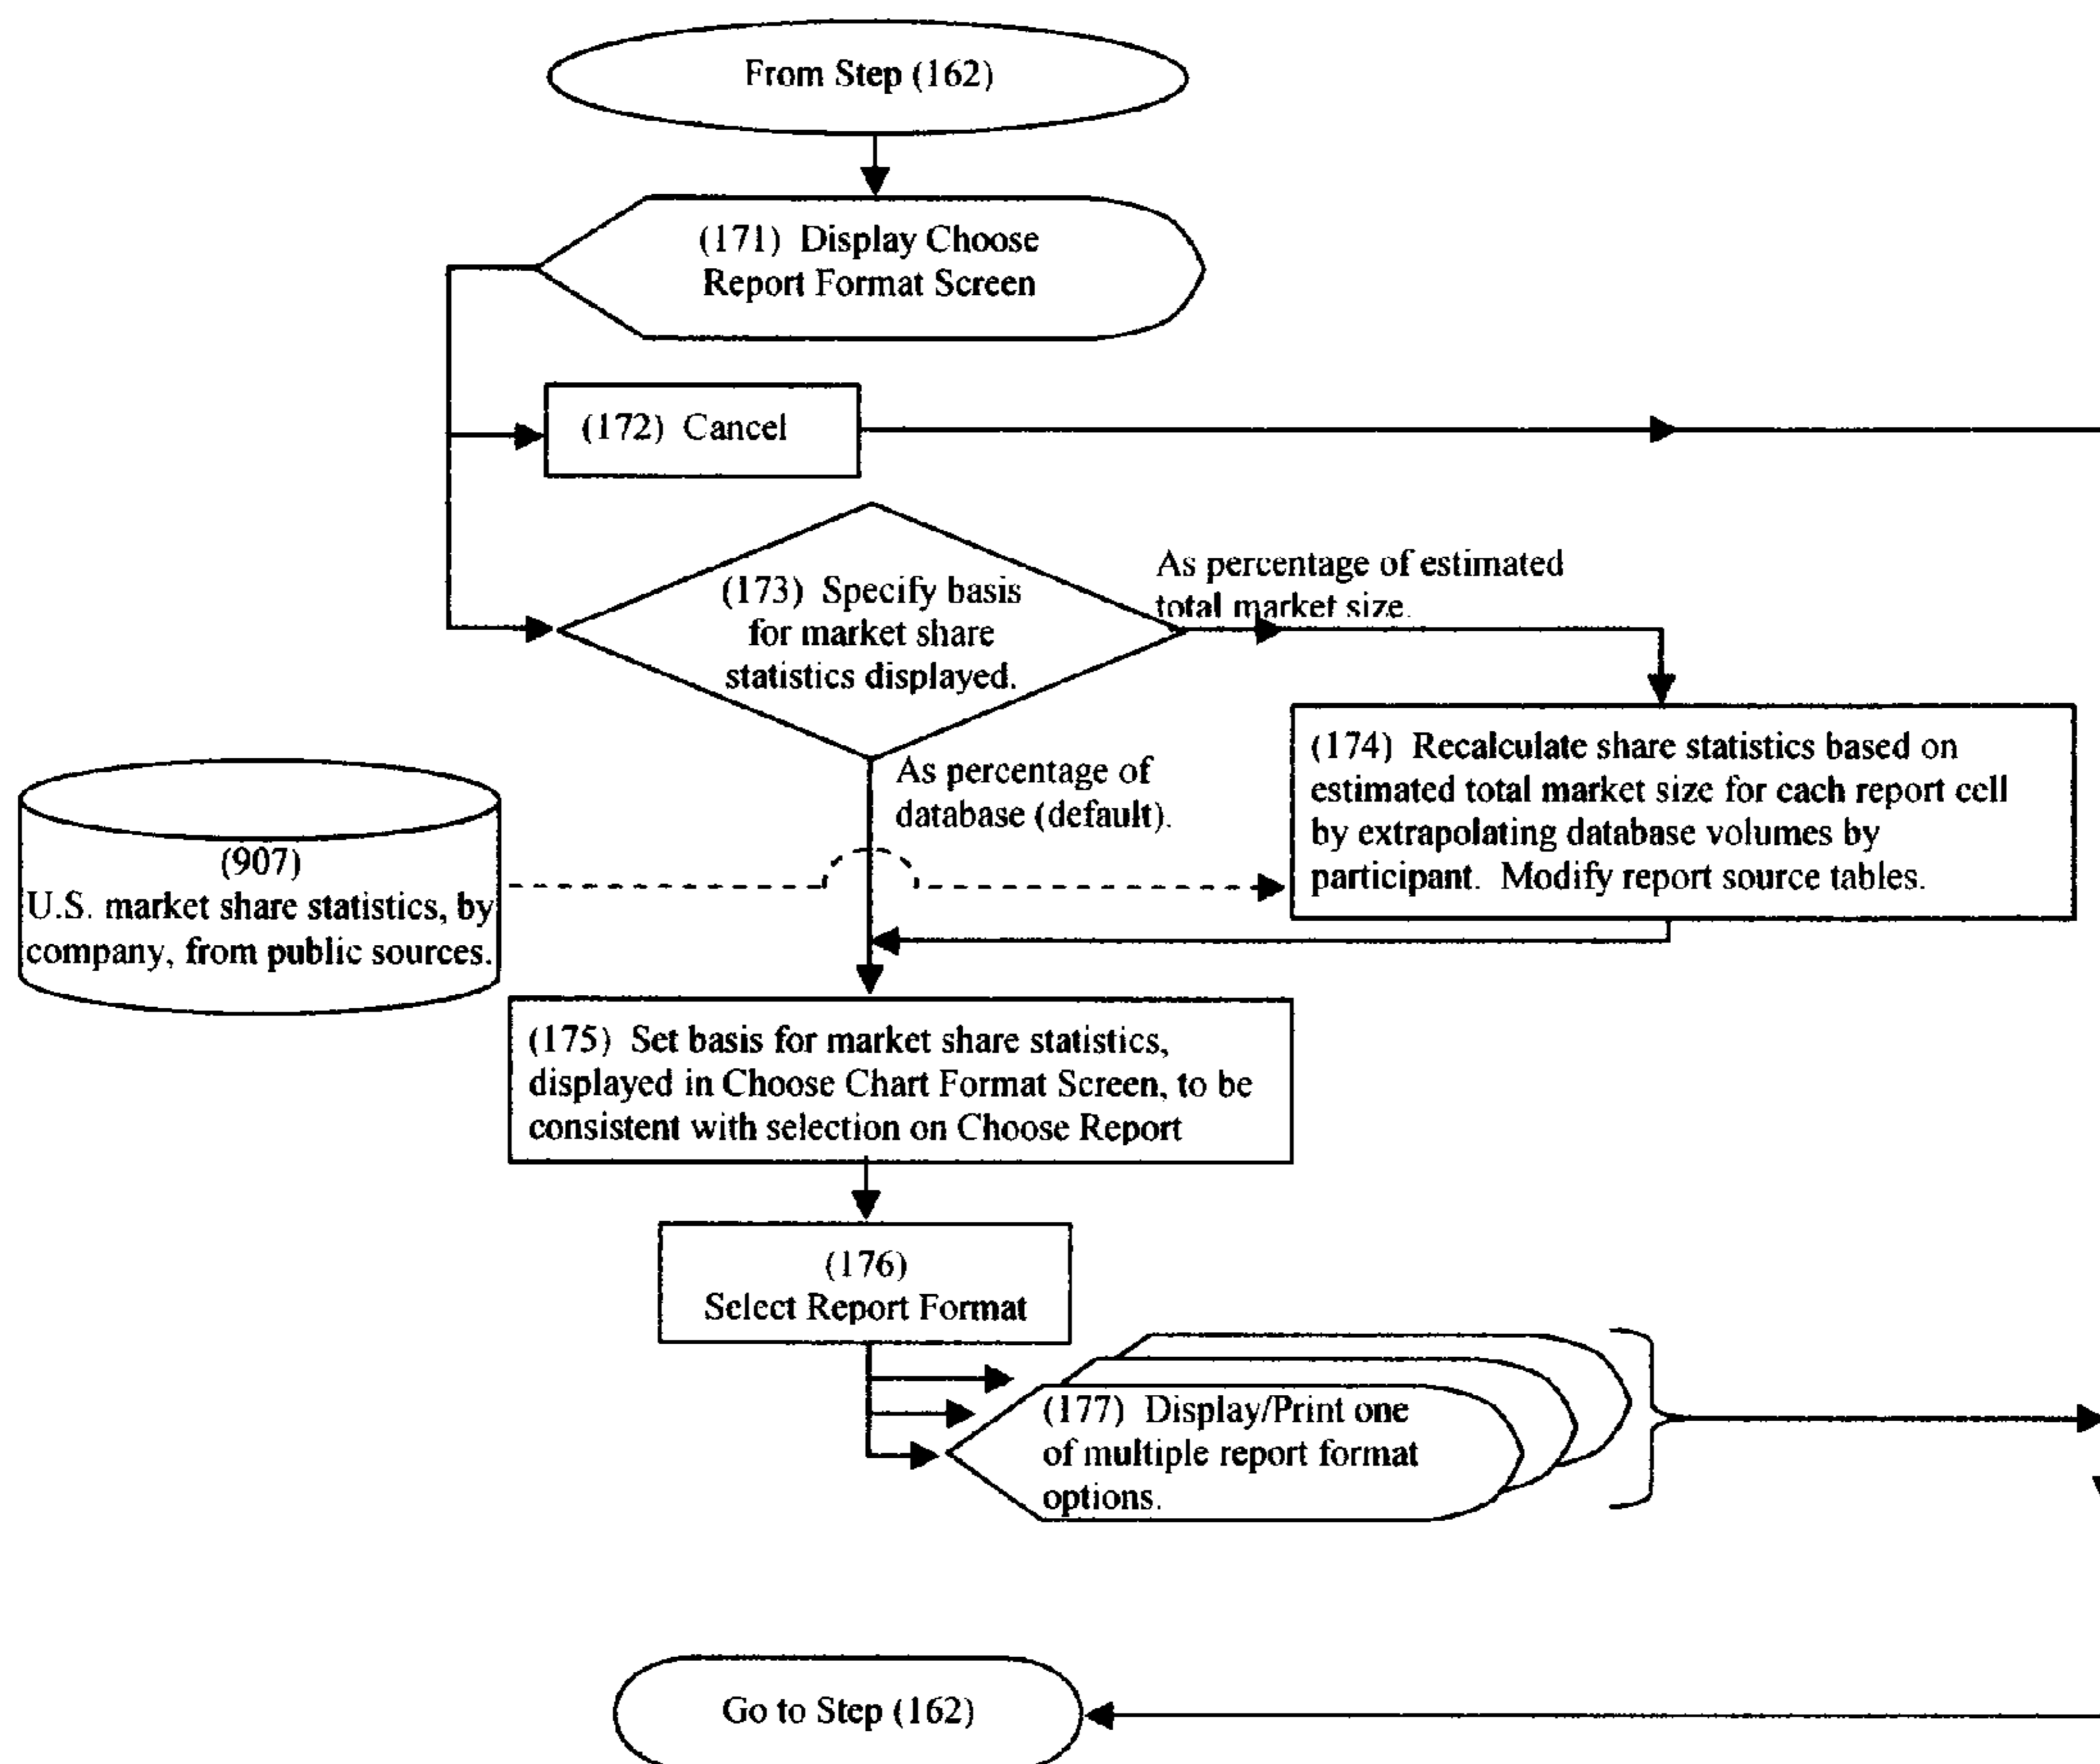 From Step (162)
(171) Display Choose
Report Format Screen
(172) Cancel
(173) Specify basis
for market share
statistics displayed.
As percentage of estimated
total market size.
(174) Recalculate share statistics based on
estimated total market size for each report cell
by extrapolating database volumes by
participant. Modify report source tables.
As percentage of
database (default).
(907)
U.S. market share statistics, by
company, from public sources.
(175) Set basis for market share statistics,
displayed in Choose Chart Format Screen, to be
consistent with selection on Choose Report
(176)
Select Report Format
(177) Display/Print one
of multiple report format
options.
Go to Step (162)